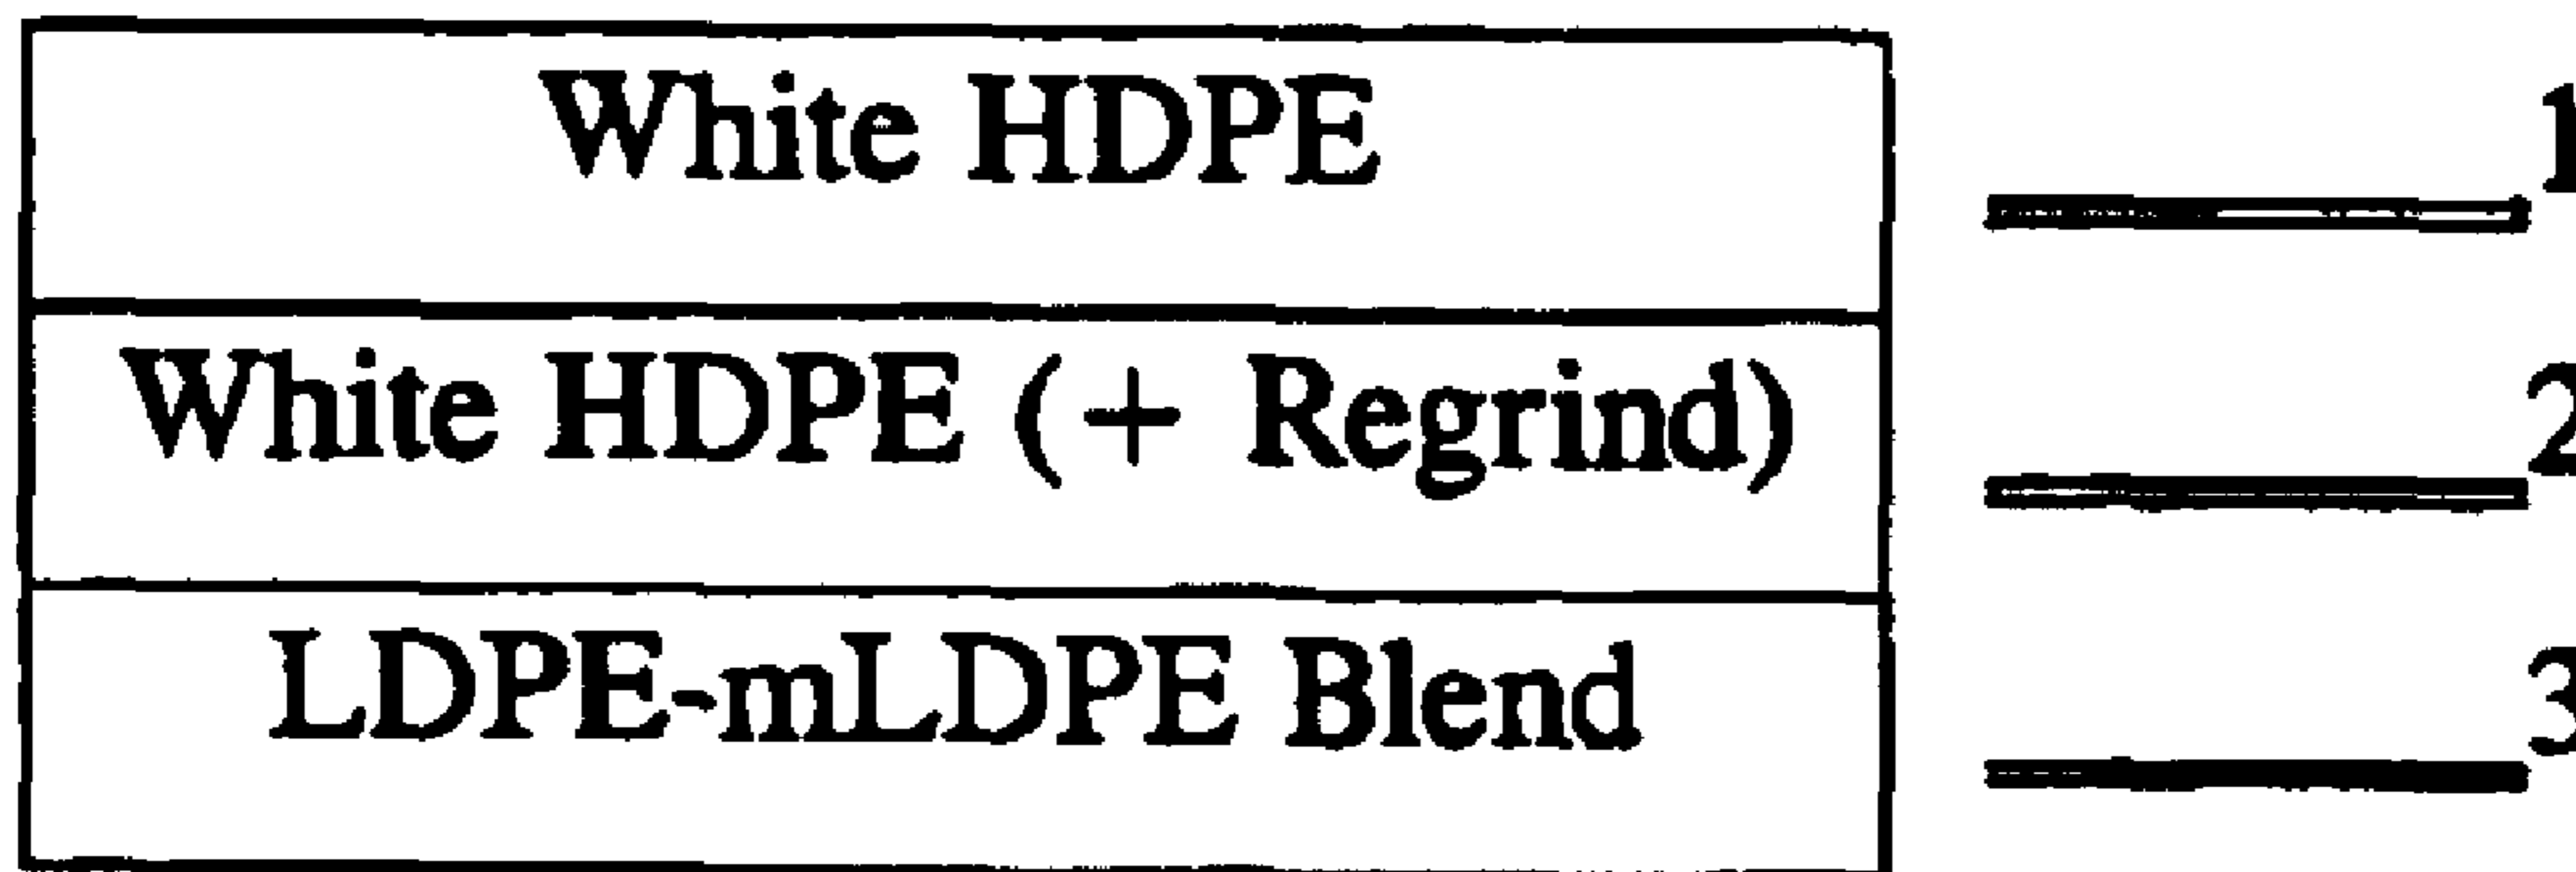 White HDPE
1
White HDPE (+ Regrind)
2
LDPE-mLDPE Blend
3